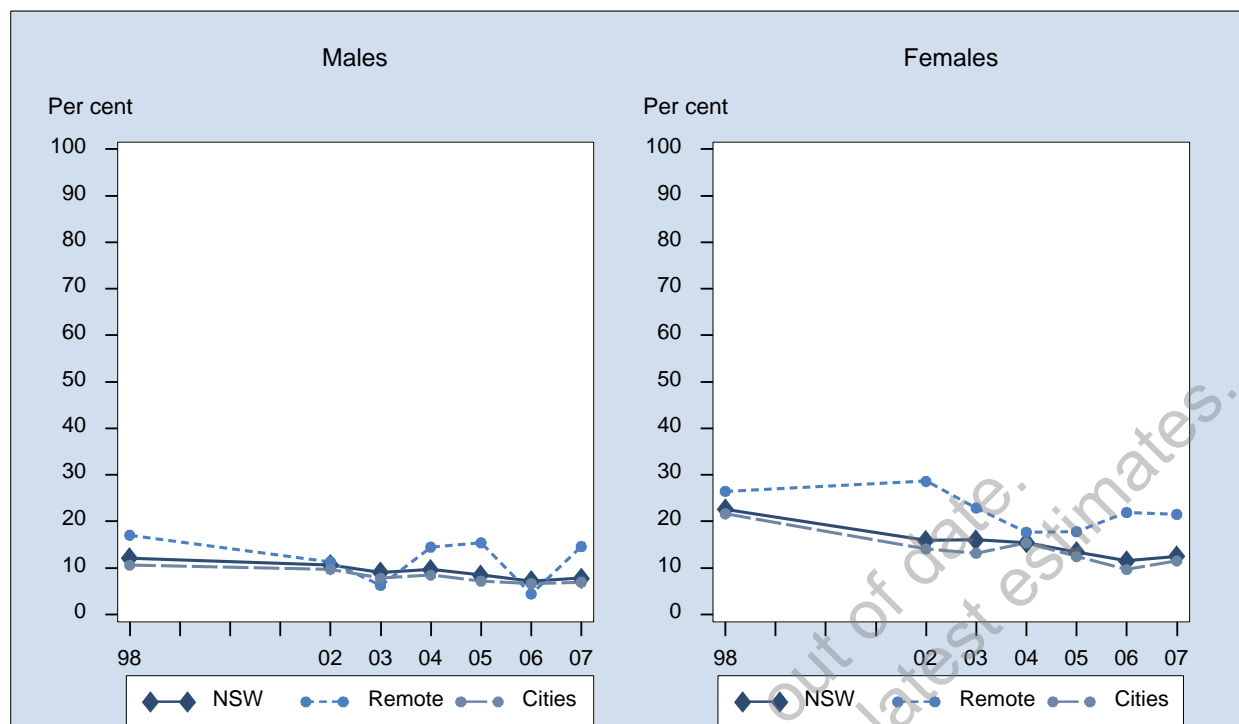 Males
Per cent
100
90
80
70
60
50
40
30
20
10
0
98 02 03 04 05 06 07
NSW Remote Cities
Females
Per cent
100
90
80
70
60
50
40
30
20
10
0
98 02 03 04 05 06 07
NSW Remote Cities
out of date.
latest estimates.